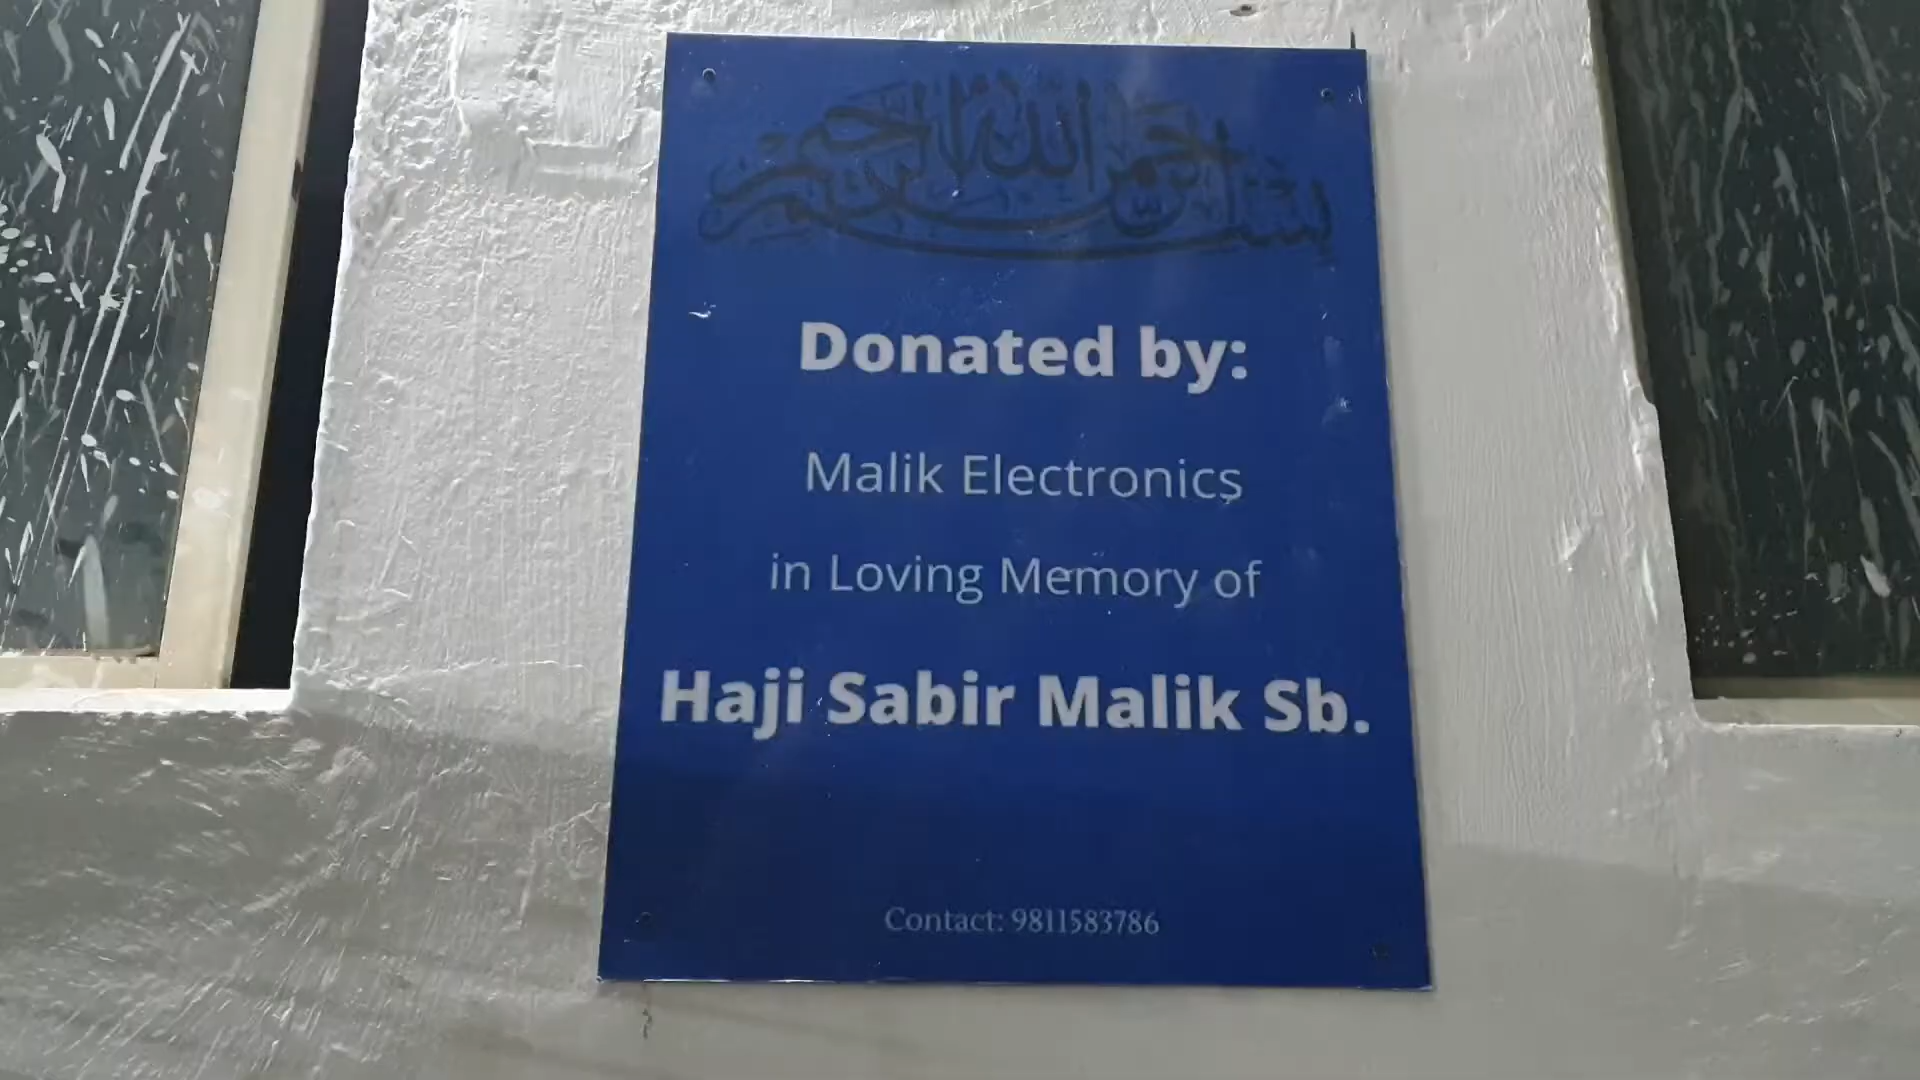 بسم الله الرحمن الرحيم
Donated by:
Malik Electronics
in Loving Memory of
Haji Sabir Malik Sb.
Contact: 9811583786